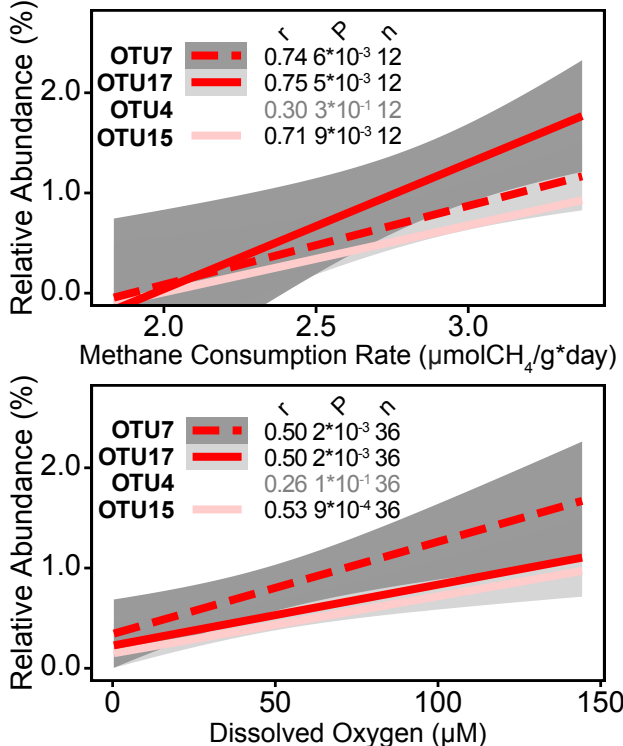 r P n
OTU7 0.74 6*10⁻³ 12
OTU17 0.75 5*10⁻³ 12
OTU4 0.30 3*10⁻¹ 12
OTU15 0.71 9*10⁻³ 12
Relative Abundance (%)
2.0
1.0
0.0
2.0 2.5 3.0
Methane Consumption Rate (µmolCH₄/g*day)
r P n
OTU7 0.50 2*10⁻³ 36
OTU17 0.50 2*10⁻³ 36
OTU4 0.26 1*10⁻¹ 36
OTU15 0.53 9*10⁻⁴ 36
Relative Abundance (%)
2.0
1.0
0.0
0 50 100 150
Dissolved Oxygen (µM)